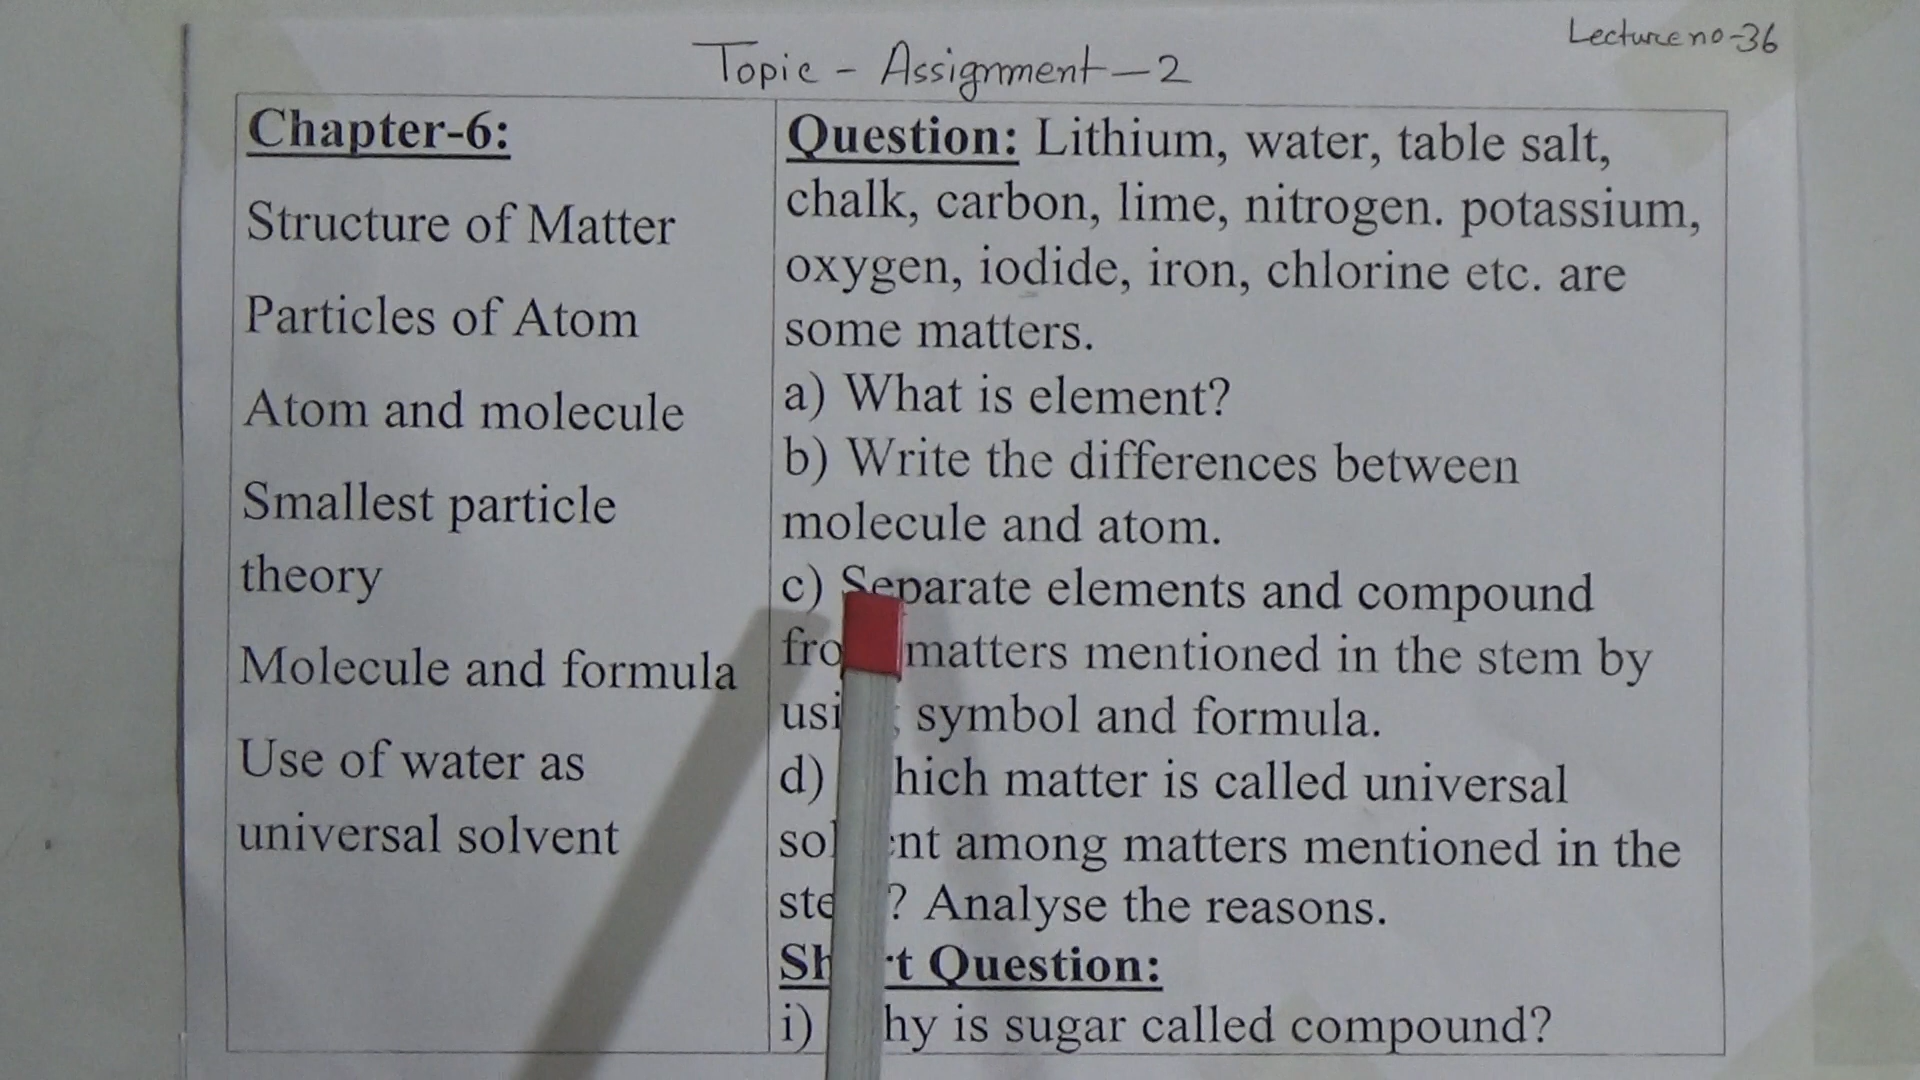 Lecture no-36
Topic - Assignment-2
Chapter-6:
Structure of Matter
Particles of Atom
Atom and molecule
Smallest particle
theory
Molecule and formula
Use of water as
universal solvent
Question: Lithium, water, table salt,
chalk, carbon, lime, nitrogen. potassium,
oxygen, iodide, iron, chlorine etc. are
some matters.
a) What is element?
b) Write the differences between
molecule and atom.
c) Separate elements and compound
matters mentioned in the stem by
symbol and formula.
d) matter is called universal
among matters mentioned in the
? Analyse the reasons.
Question:
i) is sugar called compound?